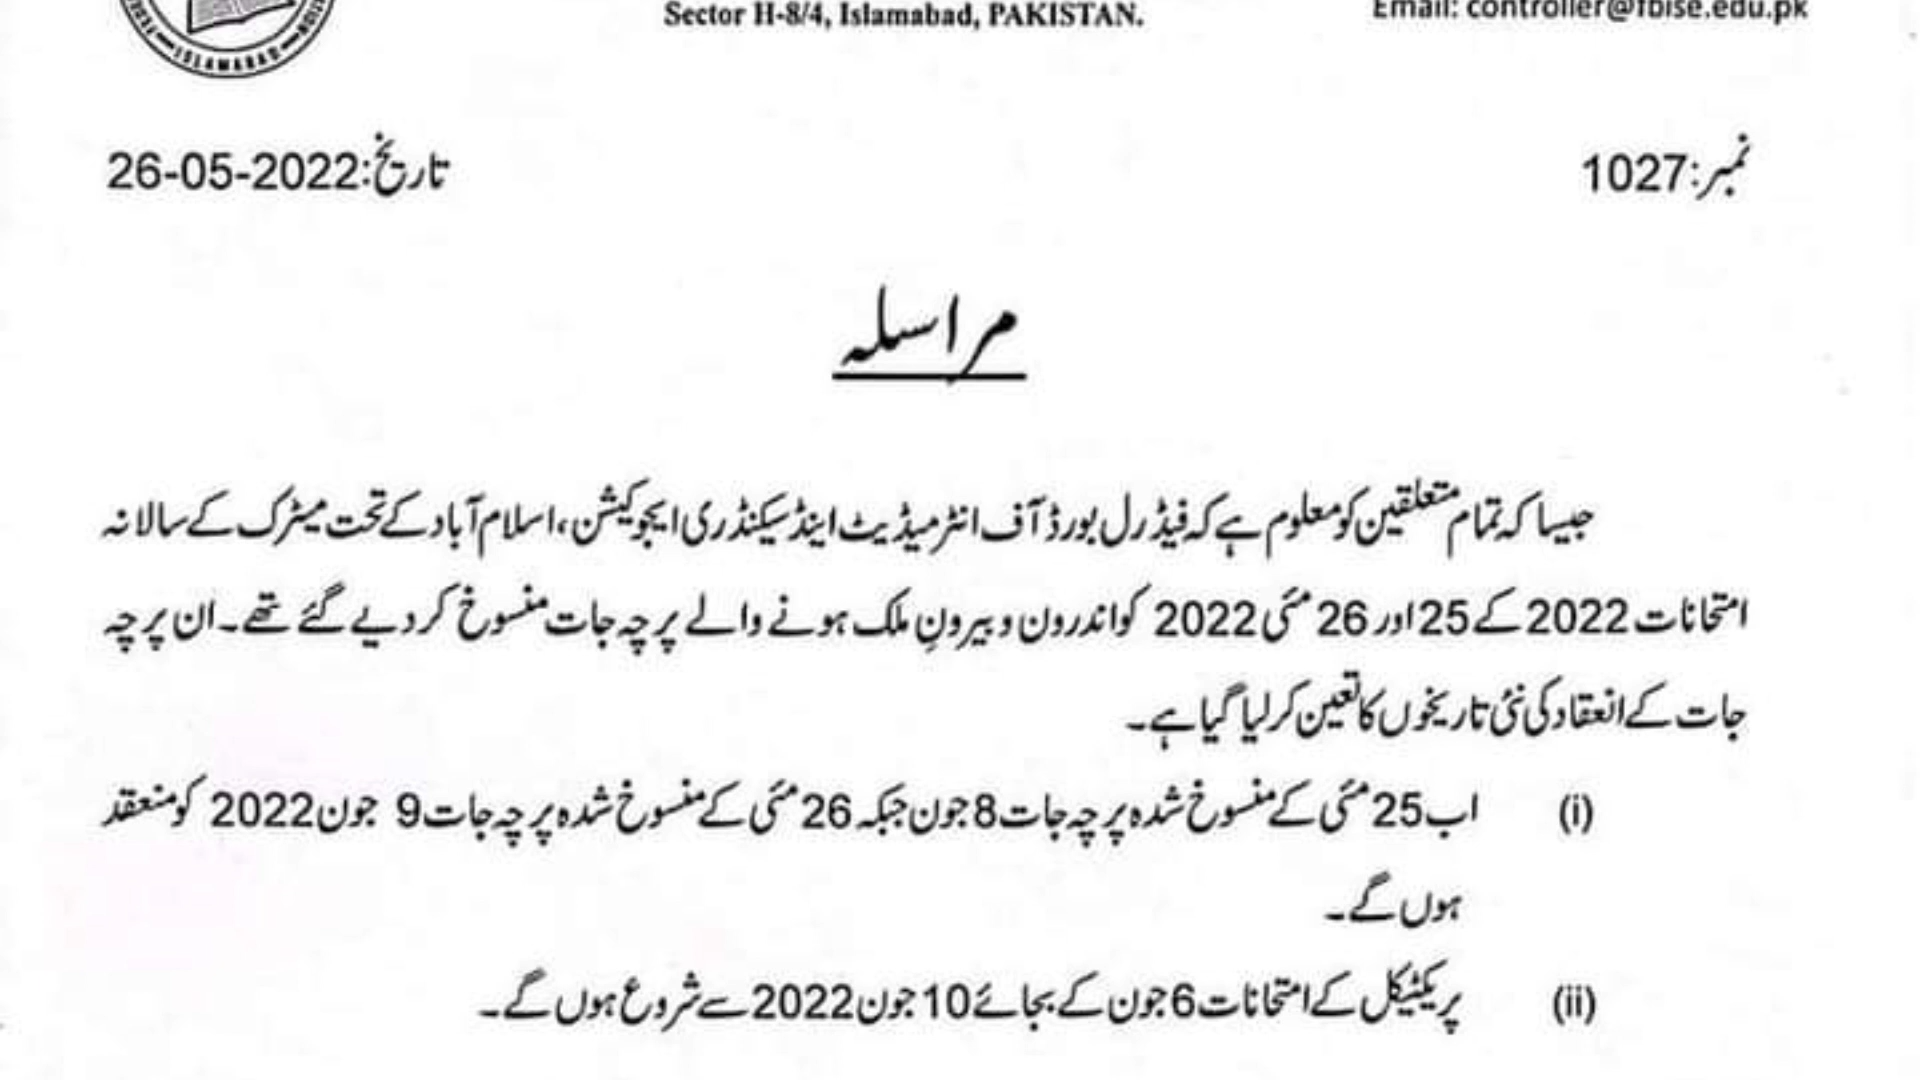 ISLAMABAD
Sector H-8/4, Islamabad, PAKISTAN.
Email: controller@fbise.edu.pk
نمبر:1027
تاریخ:26-05-2022
مراسلہ
جیسا کہ تمام متعلقین کو معلوم ہے کہ فیڈرل بورڈ آف انٹرمیڈیٹ اینڈ سیکنڈری ایجوکیشن، اسلام آباد کے تحت میٹرک کے سالانہ
امتحانات 2022 کے 25 اور 26 مئی 2022 کو اندرون و بیرونِ ملک ہونے والے پرچہ جات منسوخ کر دیے گئے تھے۔ ان پرچہ
جات کے انعقاد کی نئی تاریخوں کا تعین کر لیا گیا ہے۔
(i) اب 25 مئی کے منسوخ شدہ پرچہ جات 8 جون جبکہ 26 مئی کے منسوخ شدہ پرچہ جات 9 جون 2022 کو منعقد
ہوں گے۔
(ii) پریکٹیکل کے امتحانات 6 جون کے بجائے 10 جون 2022 سے شروع ہوں گے۔